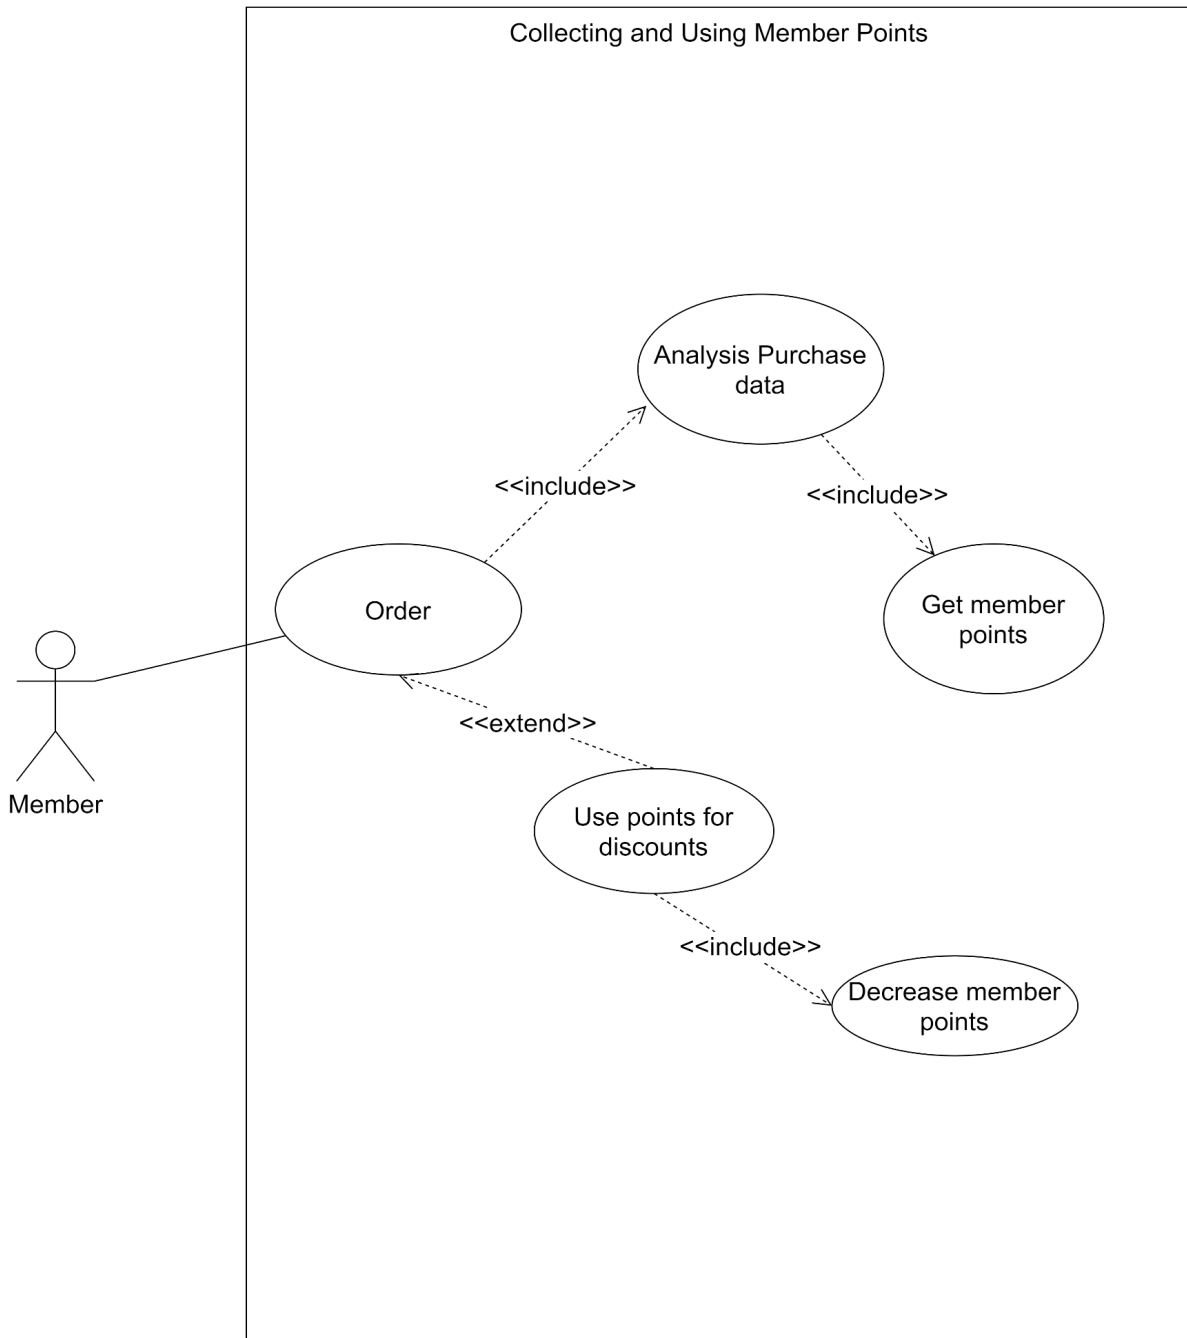 Collecting and Using Member Points
Analysis Purchase
data
<<include>>
<<include>>
Order
Get member
points
<<extend>>
Member
Use points for
discounts
<<include>>
Decrease member
points